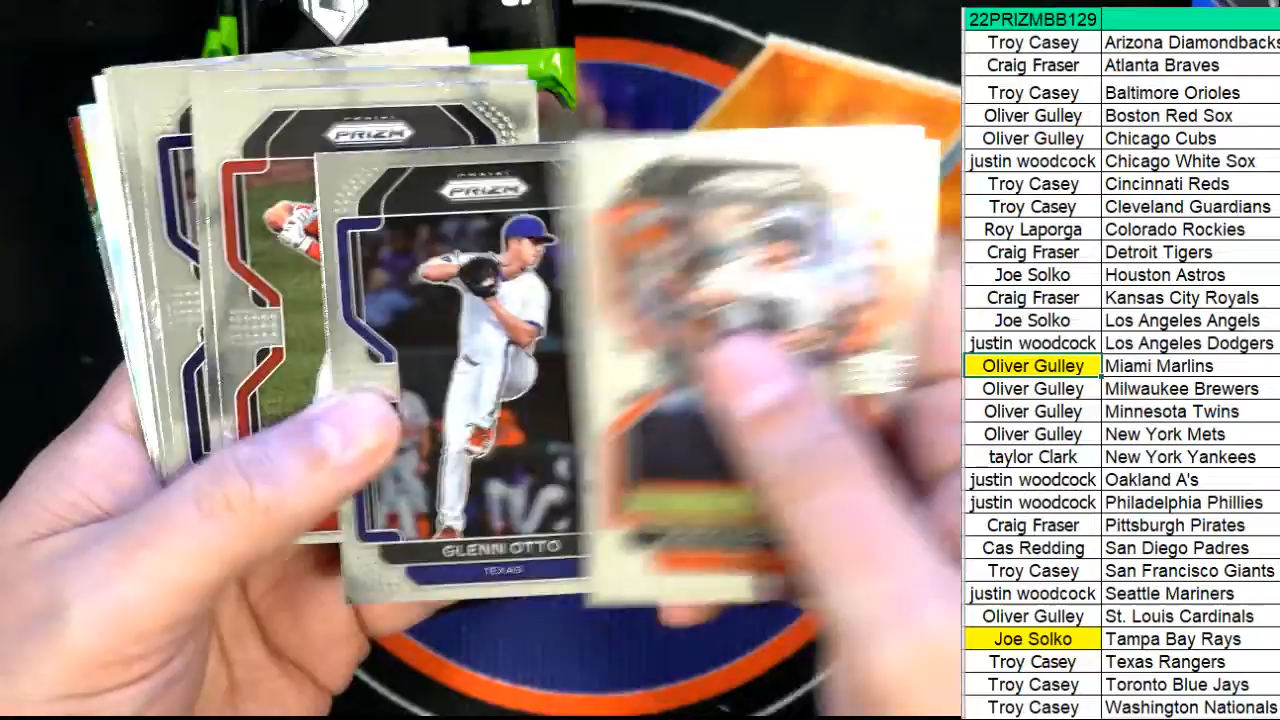 PANINI
PRIZM
PANINI
PRIZM
GLENN OTTO
TEXAS
22PRIZMBB129
Troy Casey Arizona Diamondbacks
Craig Fraser Atlanta Braves
Troy Casey Baltimore Orioles
Oliver Gulley Boston Red Sox
Oliver Gulley Chicago Cubs
justin woodcock Chicago White Sox
Troy Casey Cincinnati Reds
Troy Casey Cleveland Guardians
Roy Laporga Colorado Rockies
Craig Fraser Detroit Tigers
Joe Solko Houston Astros
Craig Fraser Kansas City Royals
Joe Solko Los Angeles Angels
justin woodcock Los Angeles Dodgers
Oliver Gulley Miami Marlins
Oliver Gulley Milwaukee Brewers
Oliver Gulley Minnesota Twins
Oliver Gulley New York Mets
taylor Clark New York Yankees
justin woodcock Oakland A's
justin woodcock Philadelphia Phillies
Craig Fraser Pittsburgh Pirates
Cas Redding San Diego Padres
Troy Casey San Francisco Giants
justin woodcock Seattle Mariners
Oliver Gulley St. Louis Cardinals
Joe Solko Tampa Bay Rays
Troy Casey Texas Rangers
Troy Casey Toronto Blue Jays
Troy Casey Washington Nationals